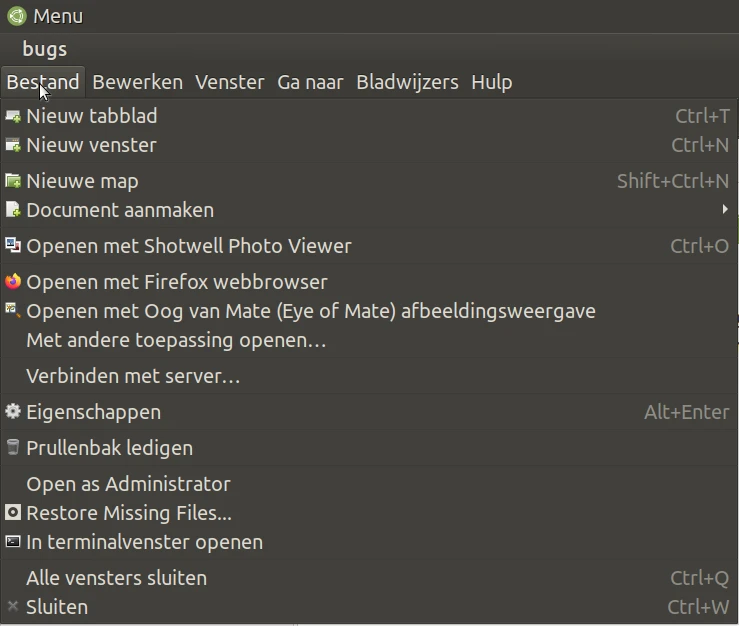 Menu
bugs
Bestand Bewerken Venster Ga naar Bladwijzers Hulp
Nieuw tabblad Ctrl+T
Nieuw venster Ctrl+N
Nieuwe map Shift+Ctrl+N
Document aanmaken
Openen met Shotwell Photo Viewer Ctrl+O
Openen met Firefox webbrowser
Openen met Oog van Mate (Eye of Mate) afbeeldingsweergave
Met andere toepassing openen…
Verbinden met server…
Eigenschappen Alt+Enter
Prullenbak ledigen
Open as Administrator
Restore Missing Files...
In terminalvenster openen
Alle vensters sluiten Ctrl+Q
Sluiten Ctrl+W